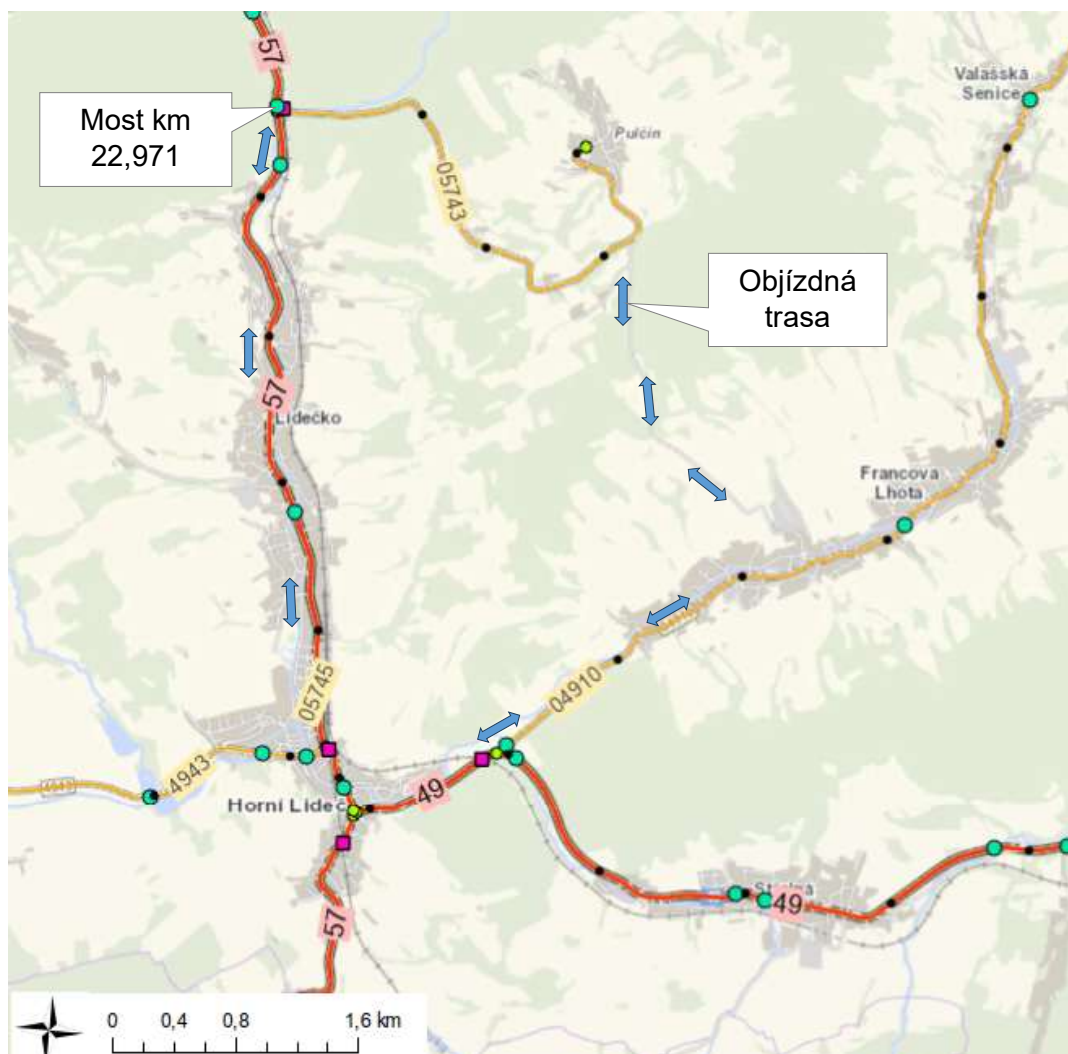 57
Valašská
Senice
Most km
22,971
Pulčín
05743
Objízdná
trasa
57
Lidečko
Francova
Lhota
05745
04910
4943
49
Horní Lideč
49
57
0 0,4 0,8 1,6 km